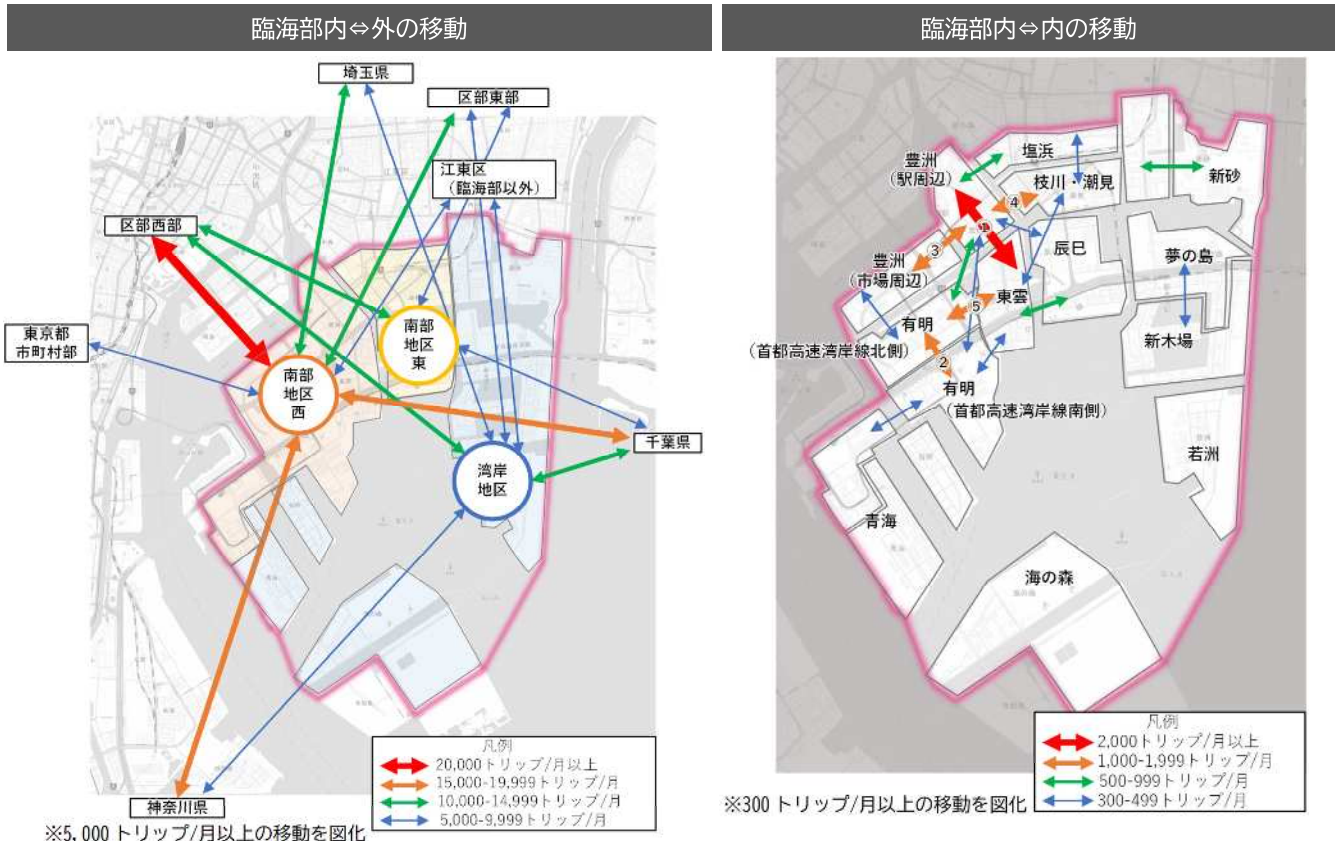 臨海部内⇔外の移動
埼玉県
区部東部
江東区
（臨海部以外）
区部西部
東京都
市町村部
南部
地区
東
南部
地区
西
千葉県
湾岸
地区
神奈川県
凡例
20,000トリップ/月以上
15,000-19,999トリップ/月
10,000-14,999トリップ/月
5,000-9,999トリップ/月
※5,000 トリップ/月以上の移動を図化
臨海部内⇔内の移動
塩浜
豊洲
（駅周辺）
枝川・潮見
新砂
4
1
3
辰巳
豊洲
（市場周辺）
夢の島
東雲
5
有明
（首都高速湾岸線北側）
新木場
2
有明
（首都高速湾岸線南側）
若洲
青海
海の森
凡例
2,000トリップ/月以上
1,000-1,999トリップ/月
500-999トリップ/月
300-499トリップ/月
※300 トリップ/月以上の移動を図化